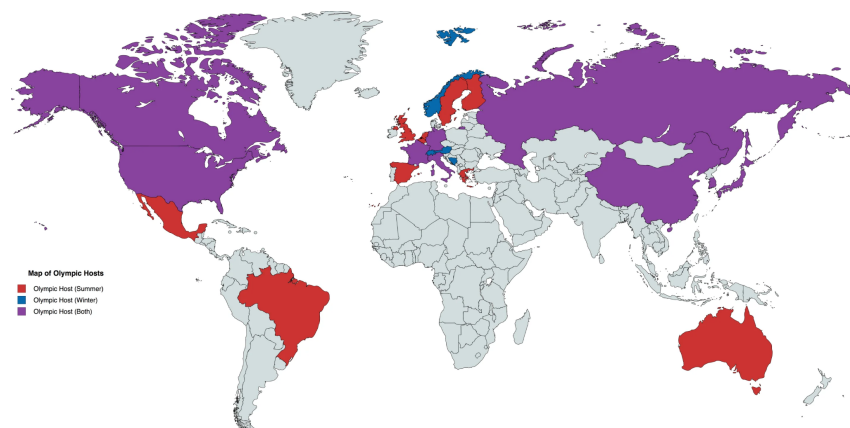 Map of Olympic Hosts
Olympic Host (Summer)
Olympic Host (Winter)
Olympic Host (Both)